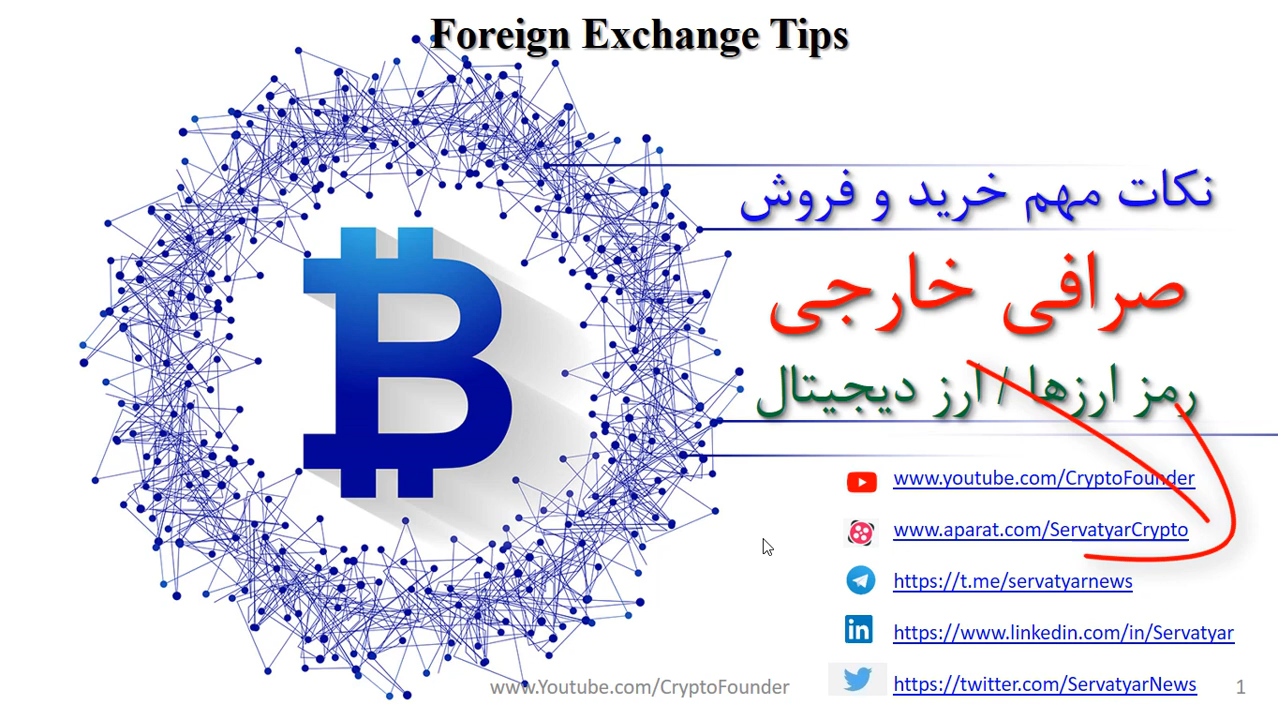 Foreign Exchange Tips
نکات مهم خرید و فروش
صرافی خارجی
رمز ارزها / ارز دیجیتال
www.youtube.com/CryptoFounder
www.aparat.com/ServatyarCrypto
https://t.me/servatyarnews
https://www.linkedin.com/in/Servatyar
https://twitter.com/ServatyarNews
www.Youtube.com/CryptoFounder
1